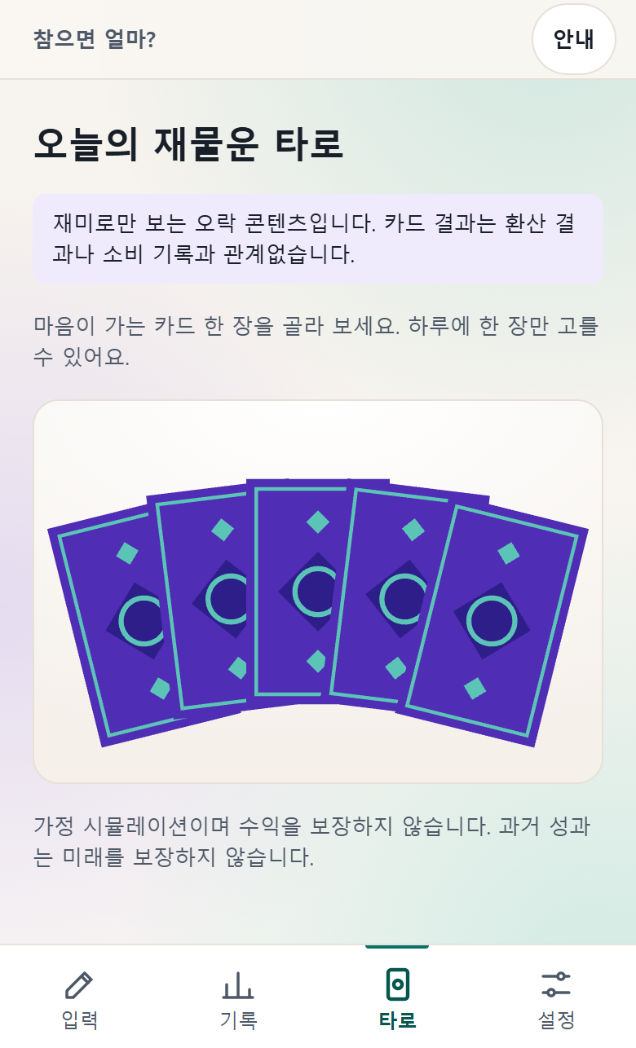 참으면 얼마?
안내
오늘의 재물운 타로
재미로만 보는 오락 콘텐츠입니다. 카드 결과는 환산 결
과나 소비 기록과 관계없습니다.
마음이 가는 카드 한 장을 골라 보세요. 하루에 한 장만 고를
수 있어요.
가정 시뮬레이션이며 수익을 보장하지 않습니다. 과거 성과
는 미래를 보장하지 않습니다.
입력
기록
타로
설정